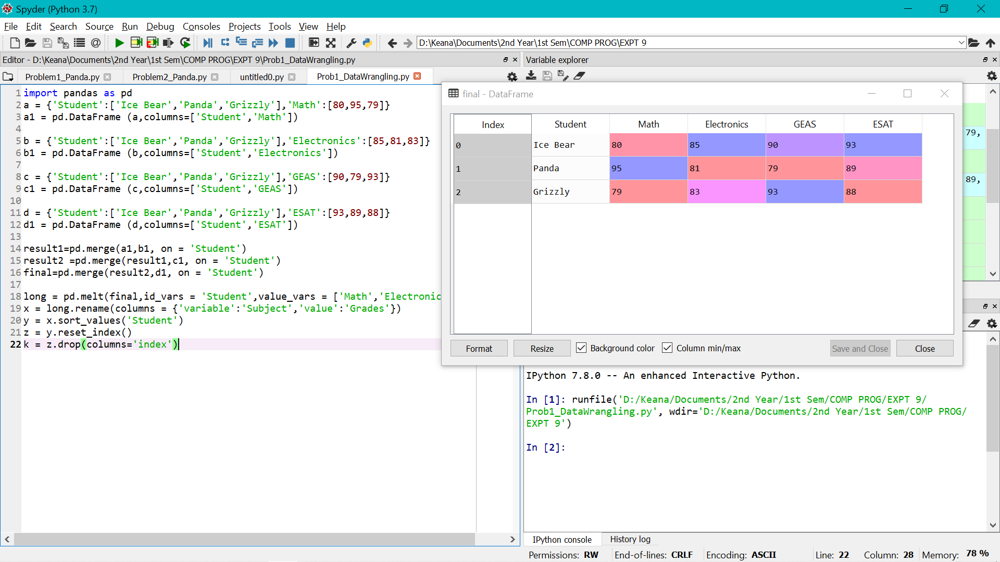 Spyder (Python 3.7)
File Edit Search Source Run Debug Consoles Projects Tools View Help
D:\Keana\Documents\2nd Year\1st Sem\COMP PROG\EXPT 9
Editor - D:\Keana\Documents\2nd Year\1st Sem\COMP PROG\EXPT 9\Prob1_DataWrangling.py
Variable explorer
Problem1_Panda.py Problem2_Panda.py untitled0.py Prob1_DataWrangling.py
1 import pandas as pd
2 a = {'Student':['Ice Bear','Panda','Grizzly'],'Math':[80,95,79]}
3 a1 = pd.DataFrame (a,columns=['Student','Math'])
4
5 b = {'Student':['Ice Bear','Panda','Grizzly'],'Electronics':[85,81,83]}
6 b1 = pd.DataFrame (b,columns=['Student','Electronics'])
7
8 c = {'Student':['Ice Bear','Panda','Grizzly'],'GEAS':[90,79,93]}
9 c1 = pd.DataFrame (c,columns=['Student','GEAS'])
10
11 d = {'Student':['Ice Bear','Panda','Grizzly'],'ESAT':[93,89,88]}
12 d1 = pd.DataFrame (d,columns=['Student','ESAT'])
13
14 result1=pd.merge(a1,b1, on = 'Student')
15 result2 =pd.merge(result1,c1, on = 'Student')
16 final=pd.merge(result2,d1, on = 'Student')
17
18 long = pd.melt(final,id_vars = 'Student',value_vars = ['Math','Electronic
19 x = long.rename(columns = {'variable':'Subject','value':'Grades'})
20 y = x.sort_values('Student')
21 z = y.reset_index()
22 k = z.drop(columns='index')
final - DataFrame
Index Student Math Electronics GEAS ESAT
0 Ice Bear 80 85 90 93
1 Panda 95 81 79 89
2 Grizzly 79 83 93 88
Format Resize Background color Column min/max Save and Close Close
79,
89,
IPython 7.8.0 -- An enhanced Interactive Python.
In [1]: runfile('D:/Keana/Documents/2nd Year/1st Sem/COMP PROG/EXPT 9/
Prob1_DataWrangling.py', wdir='D:/Keana/Documents/2nd Year/1st Sem/COMP PROG/
EXPT 9')
In [2]:
IPython console History log
Permissions: RW End-of-lines: CRLF Encoding: ASCII Line: 22 Column: 28 Memory: 78 %